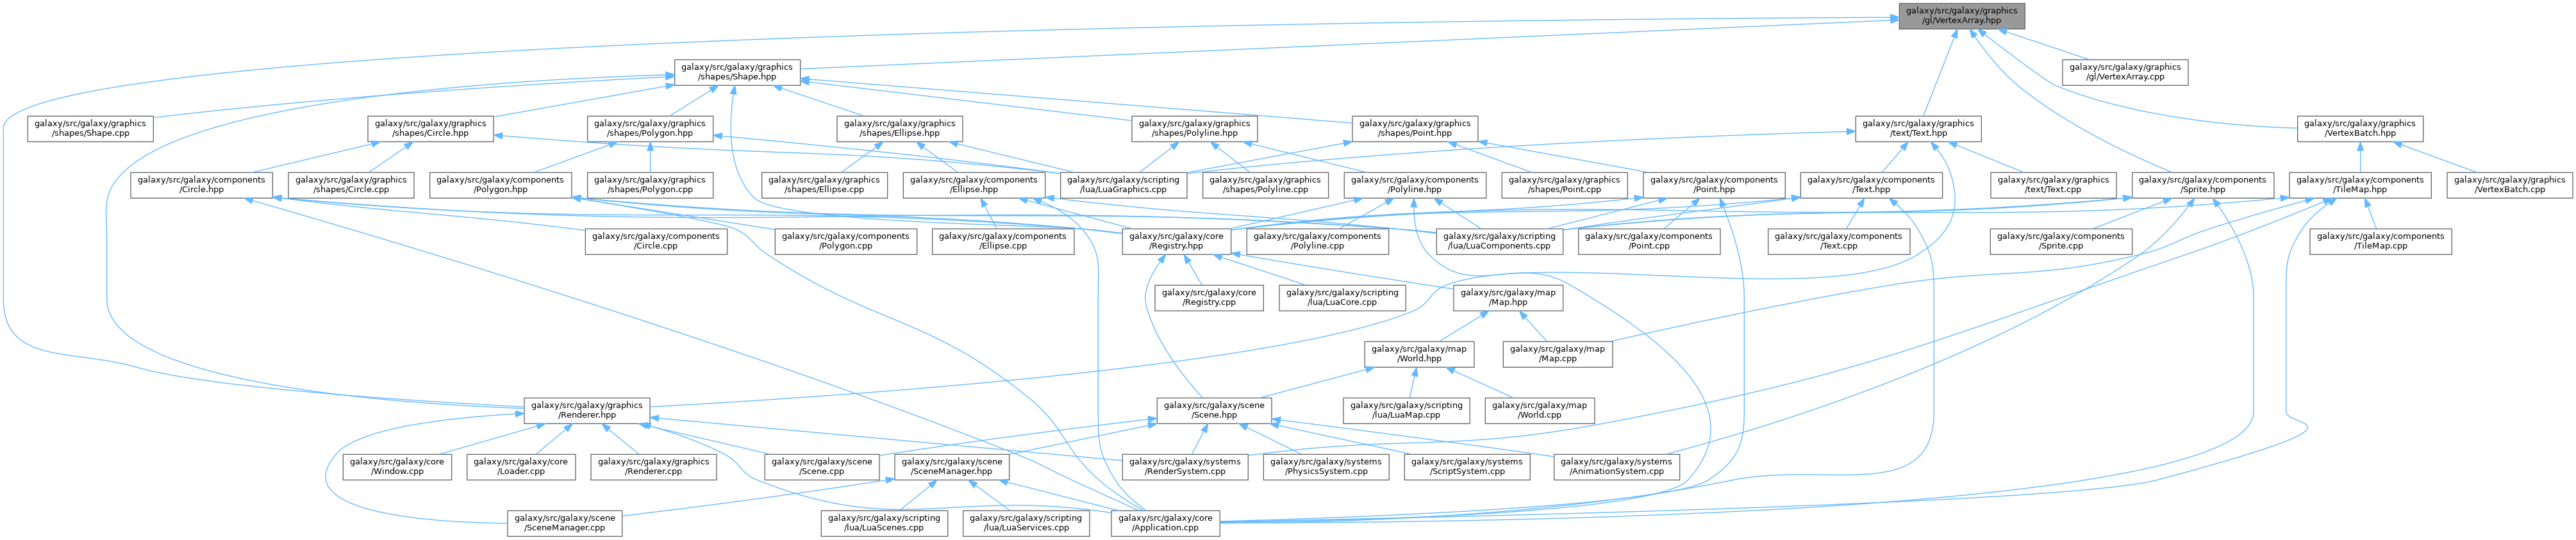 galaxy/src/galaxy/graphics
/gl/VertexArray.hpp
galaxy/src/galaxy/graphics
/shapes/Shape.hpp
galaxy/src/galaxy/graphics
/gl/VertexArray.cpp
galaxy/src/galaxy/graphics
/shapes/Shape.cpp
galaxy/src/galaxy/graphics
/shapes/Circle.hpp
galaxy/src/galaxy/graphics
/shapes/Polygon.hpp
galaxy/src/galaxy/graphics
/shapes/Ellipse.hpp
galaxy/src/galaxy/graphics
/shapes/Polyline.hpp
galaxy/src/galaxy/graphics
/shapes/Point.hpp
galaxy/src/galaxy/graphics
/text/Text.hpp
galaxy/src/galaxy/graphics
/VertexBatch.hpp
galaxy/src/galaxy/components
/Circle.hpp
galaxy/src/galaxy/graphics
/shapes/Circle.cpp
galaxy/src/galaxy/components
/Polygon.hpp
galaxy/src/galaxy/graphics
/shapes/Polygon.cpp
galaxy/src/galaxy/graphics
/shapes/Ellipse.cpp
galaxy/src/galaxy/components
/Ellipse.hpp
galaxy/src/galaxy/scripting
/lua/LuaGraphics.cpp
galaxy/src/galaxy/graphics
/shapes/Polyline.cpp
galaxy/src/galaxy/components
/Polyline.hpp
galaxy/src/galaxy/graphics
/shapes/Point.cpp
galaxy/src/galaxy/components
/Point.hpp
galaxy/src/galaxy/components
/Text.hpp
galaxy/src/galaxy/graphics
/text/Text.cpp
galaxy/src/galaxy/components
/Sprite.hpp
galaxy/src/galaxy/components
/TileMap.hpp
galaxy/src/galaxy/graphics
/VertexBatch.cpp
galaxy/src/galaxy/components
/Circle.cpp
galaxy/src/galaxy/components
/Polygon.cpp
galaxy/src/galaxy/components
/Ellipse.cpp
galaxy/src/galaxy/core
/Registry.hpp
galaxy/src/galaxy/components
/Polyline.cpp
galaxy/src/galaxy/scripting
/lua/LuaComponents.cpp
galaxy/src/galaxy/components
/Point.cpp
galaxy/src/galaxy/components
/Text.cpp
galaxy/src/galaxy/components
/Sprite.cpp
galaxy/src/galaxy/components
/TileMap.cpp
galaxy/src/galaxy/core
/Registry.cpp
galaxy/src/galaxy/scripting
/lua/LuaCore.cpp
galaxy/src/galaxy/map
/Map.hpp
galaxy/src/galaxy/map
/World.hpp
galaxy/src/galaxy/map
/Map.cpp
galaxy/src/galaxy/graphics
/Renderer.hpp
galaxy/src/galaxy/scene
/Scene.hpp
galaxy/src/galaxy/scripting
/lua/LuaMap.cpp
galaxy/src/galaxy/map
/World.cpp
galaxy/src/galaxy/core
/Window.cpp
galaxy/src/galaxy/core
/Loader.cpp
galaxy/src/galaxy/graphics
/Renderer.cpp
galaxy/src/galaxy/scene
/Scene.cpp
galaxy/src/galaxy/scene
/SceneManager.hpp
galaxy/src/galaxy/systems
/RenderSystem.cpp
galaxy/src/galaxy/systems
/PhysicsSystem.cpp
galaxy/src/galaxy/systems
/ScriptSystem.cpp
galaxy/src/galaxy/systems
/AnimationSystem.cpp
galaxy/src/galaxy/scene
/SceneManager.cpp
galaxy/src/galaxy/scripting
/lua/LuaScenes.cpp
galaxy/src/galaxy/scripting
/lua/LuaServices.cpp
galaxy/src/galaxy/core
/Application.cpp